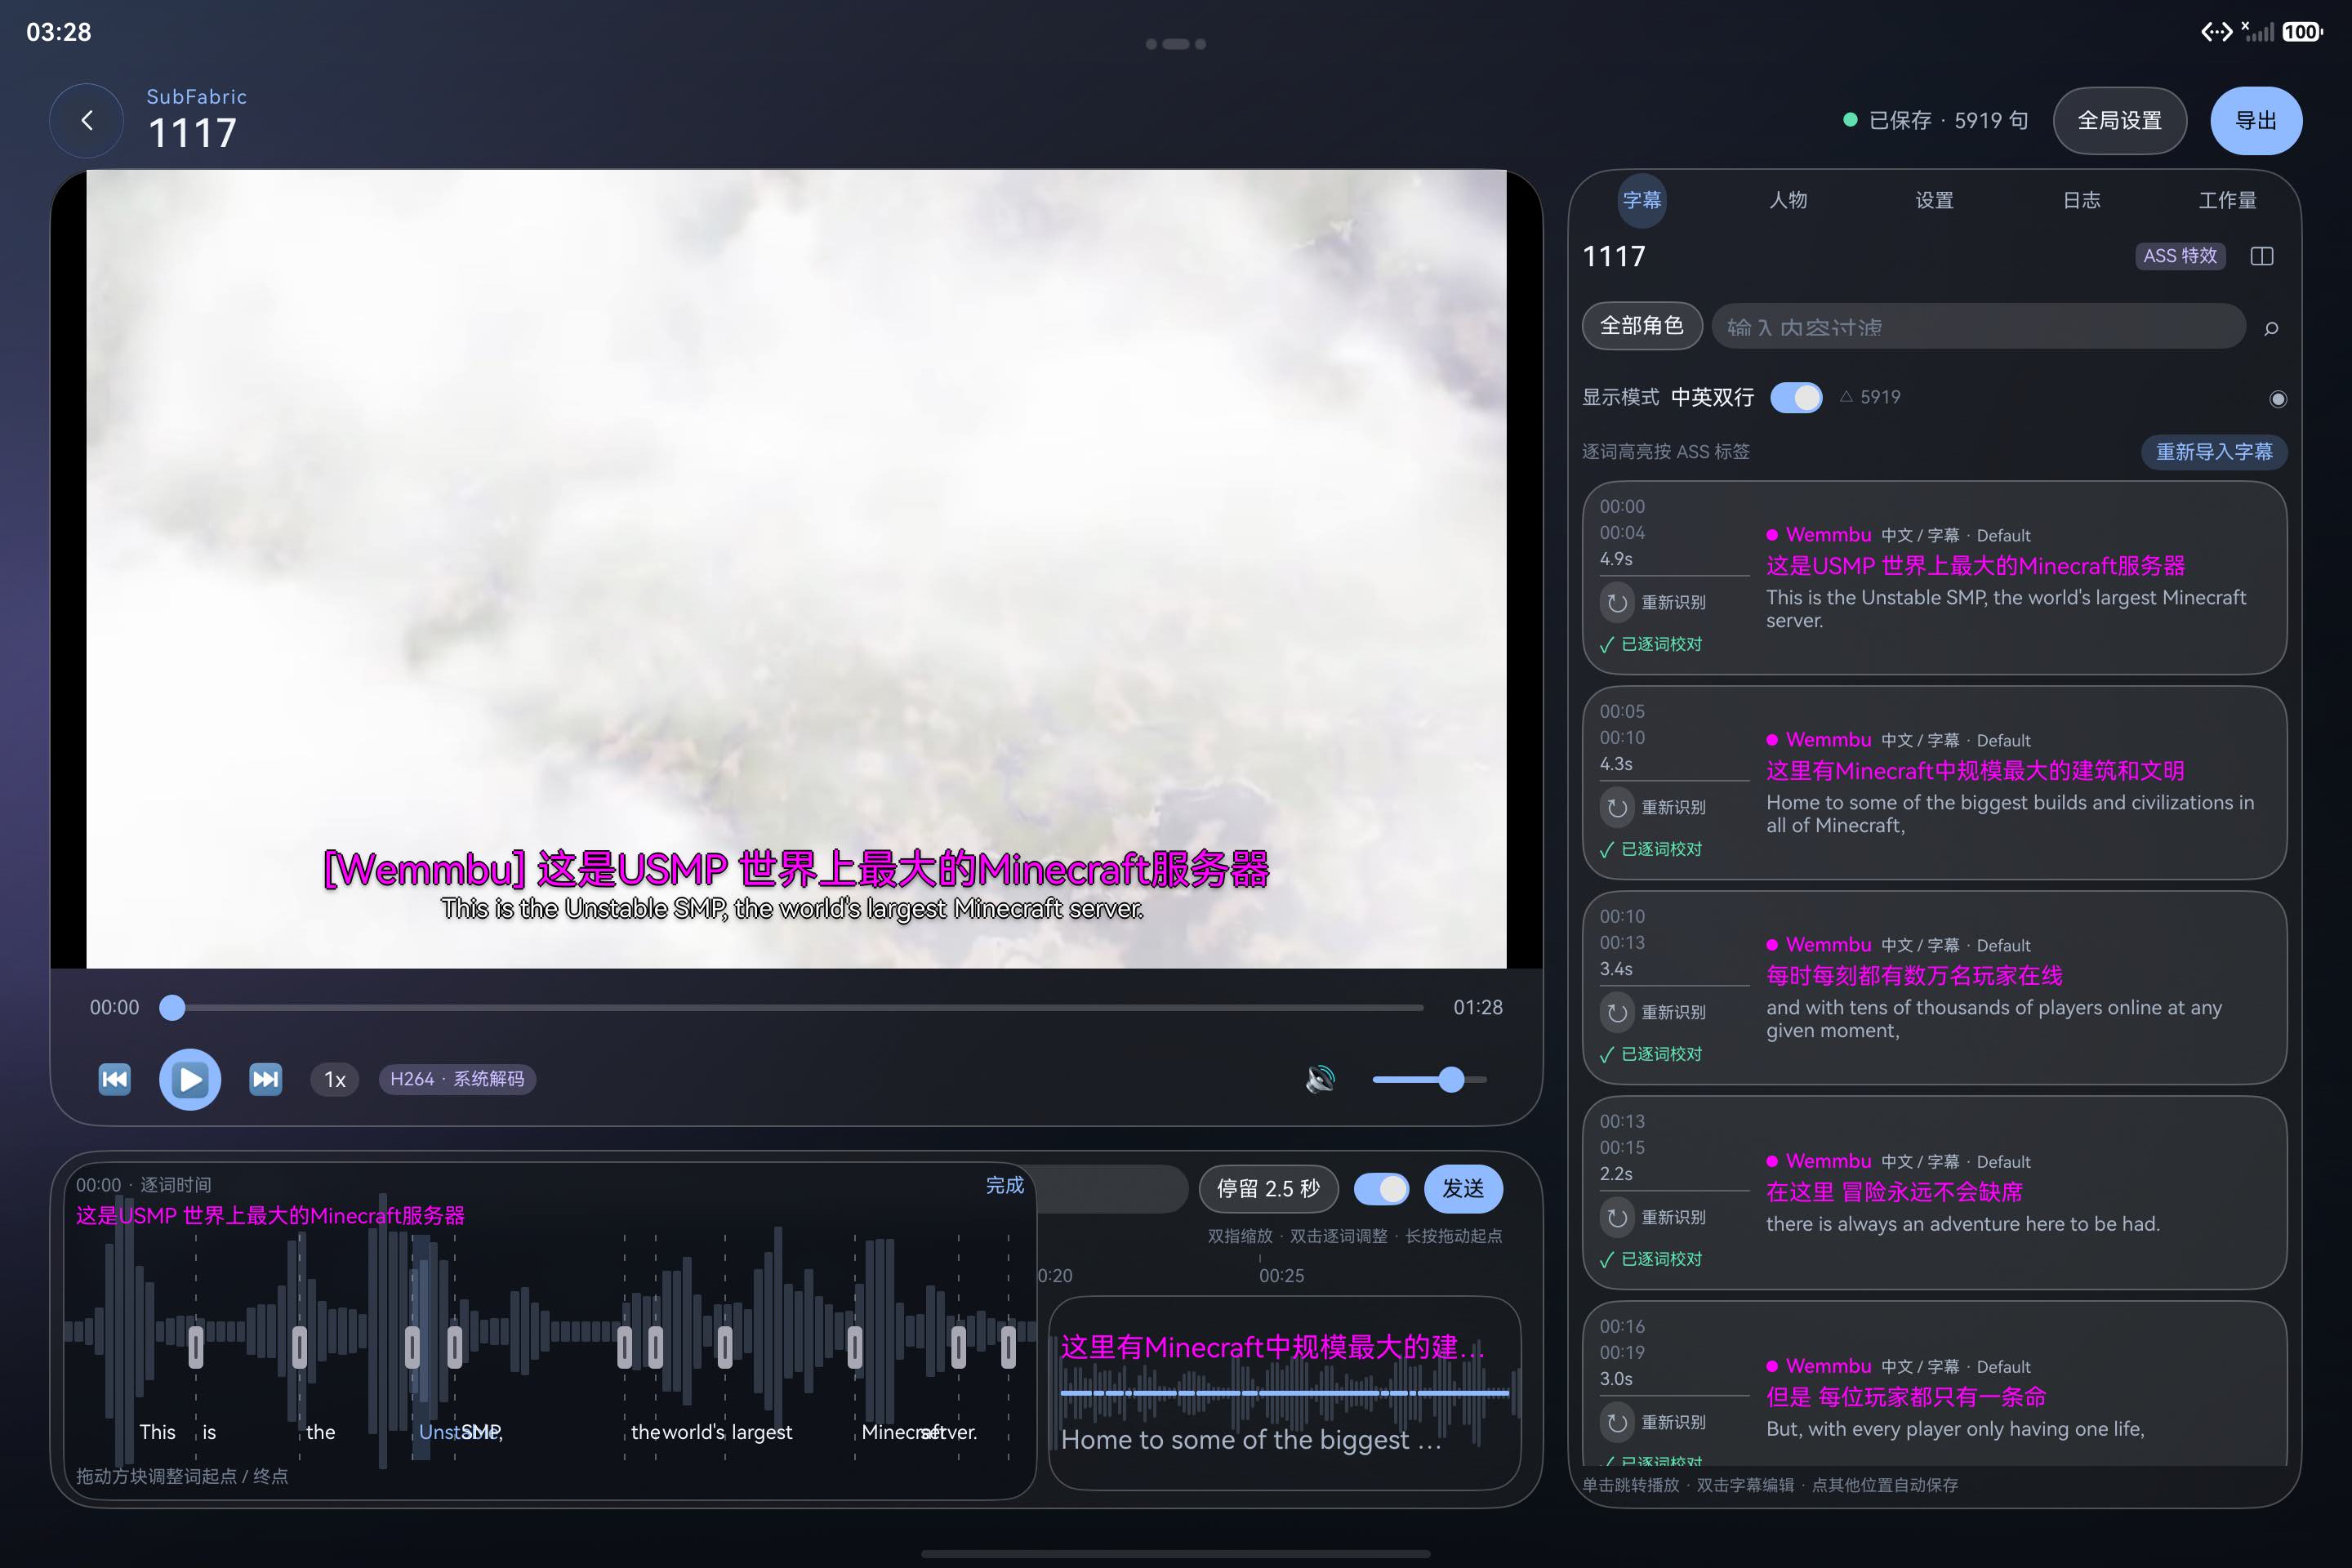 03:28
100
SubFabric
1117
已保存 · 5919 句
全局设置
导出
[Wemmbu] 这是USMP 世界上最大的Minecraft服务器
This is the Unstable SMP, the world's largest Minecraft server.
00:00
01:28
1x
H264 · 系统解码
00:00 · 逐词时间
完成
这是USMP 世界上最大的Minecraft服务器
This
is
the
Unstable,
SMP,
the
world's
largest
Minecraft
server.
拖动方块调整词起点 / 终点
停留 2.5 秒
发送
双指缩放 · 双击逐词调整 · 长按拖动起点
0:20
00:25
这里有Minecraft中规模最大的建…
Home to some of the biggest …
字幕
人物
设置
日志
工作量
1117
ASS 特效
全部角色
输入内容过滤
显示模式 中英双行
△ 5919
逐词高亮按 ASS 标签
重新导入字幕
00:00
00:04
4.9s
重新识别
✓ 已逐词校对
Wemmbu 中文 / 字幕 · Default
这是USMP 世界上最大的Minecraft服务器
This is the Unstable SMP, the world's largest Minecraft
server.
00:05
00:10
4.3s
重新识别
✓ 已逐词校对
Wemmbu 中文 / 字幕 · Default
这里有Minecraft中规模最大的建筑和文明
Home to some of the biggest builds and civilizations in
all of Minecraft,
00:10
00:13
3.4s
重新识别
✓ 已逐词校对
Wemmbu 中文 / 字幕 · Default
每时每刻都有数万名玩家在线
and with tens of thousands of players online at any
given moment,
00:13
00:15
2.2s
重新识别
✓ 已逐词校对
Wemmbu 中文 / 字幕 · Default
在这里 冒险永远不会缺席
there is always an adventure here to be had.
00:16
00:19
3.0s
重新识别
✓ 已逐词校对
Wemmbu 中文 / 字幕 · Default
但是 每位玩家都只有一条命
But, with every player only having one life,
单击跳转播放 · 双击字幕编辑 · 点其他位置自动保存